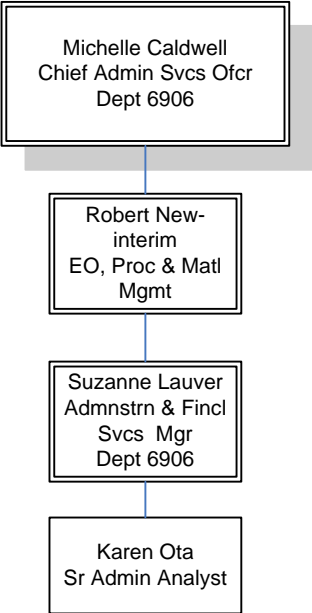 Michelle Caldwell
Chief Admin Svcs Ofcr
Dept 6906
Robert New-
interim
EO, Proc & Matl
Mgmt
Suzanne Lauver
Admnstrn & Fincl
Svcs Mgr
Dept 6906
Karen Ota
Sr Admin Analyst